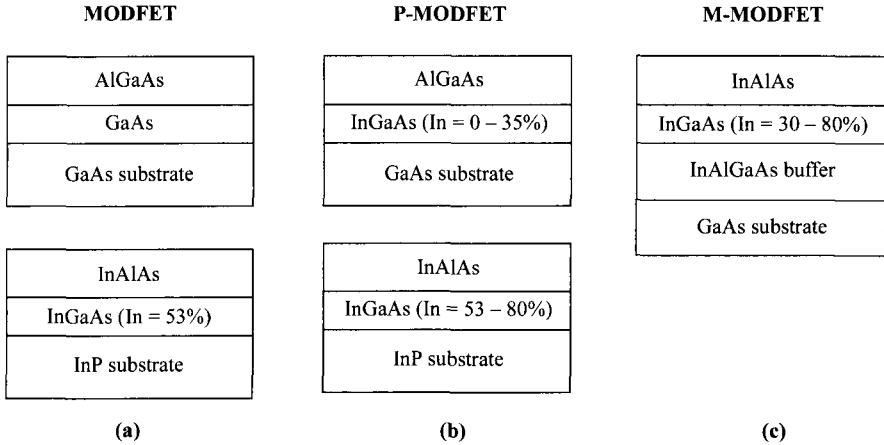 MODFET
P-MODFET
M-MODFET
AlGaAs
GaAs
GaAs substrate
AlGaAs
InGaAs (In = 0 – 35%)
GaAs substrate
InAlAs
InGaAs (In = 30 – 80%)
InAlGaAs buffer
GaAs substrate
InAlAs
InGaAs (In = 53%)
InP substrate
InAlAs
InGaAs (In = 53 – 80%)
InP substrate
(a)
(b)
(c)